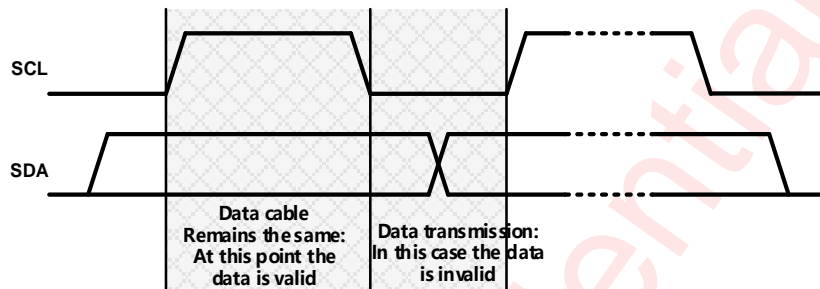 SCL
SDA
Data cable
Remains the same:
At this point the
data is valid
Data transmission:
In this case the data
is invalid